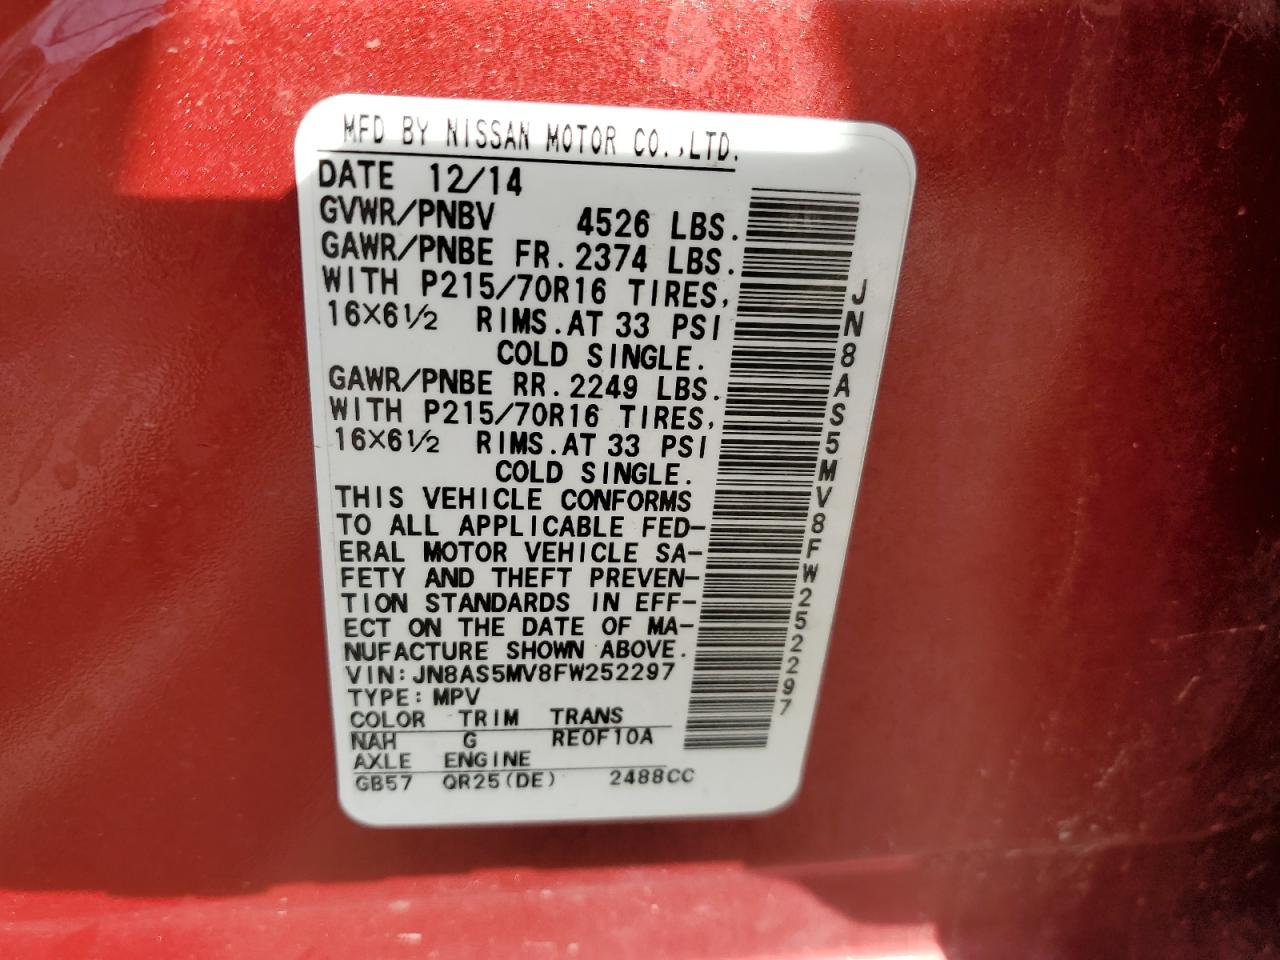 MFD BY NISSAN MOTOR CO.,LTD.
DATE 12/14
GVWR/PNBV 4526 LBS.
GAWR/PNBE FR.2374 LBS.
WITH P215/70R16 TIRES,
16×6½ RIMS.AT 33 PSI
COLD SINGLE.
GAWR/PNBE RR.2249 LBS.
WITH P215/70R16 TIRES,
16×6½ RIMS.AT 33 PSI
COLD SINGLE.
THIS VEHICLE CONFORMS
TO ALL APPLICABLE FED-
ERAL MOTOR VEHICLE SA-
FETY AND THEFT PREVEN-
TION STANDARDS IN EFF-
ECT ON THE DATE OF MA-
NUFACTURE SHOWN ABOVE.
VIN:JN8AS5MV8FW252297
TYPE:MPV
COLOR TRIM TRANS
NAH G RE0F10A
AXLE ENGINE
GB57 QR25(DE) 2488CC
JN8AS5MV8FW252297